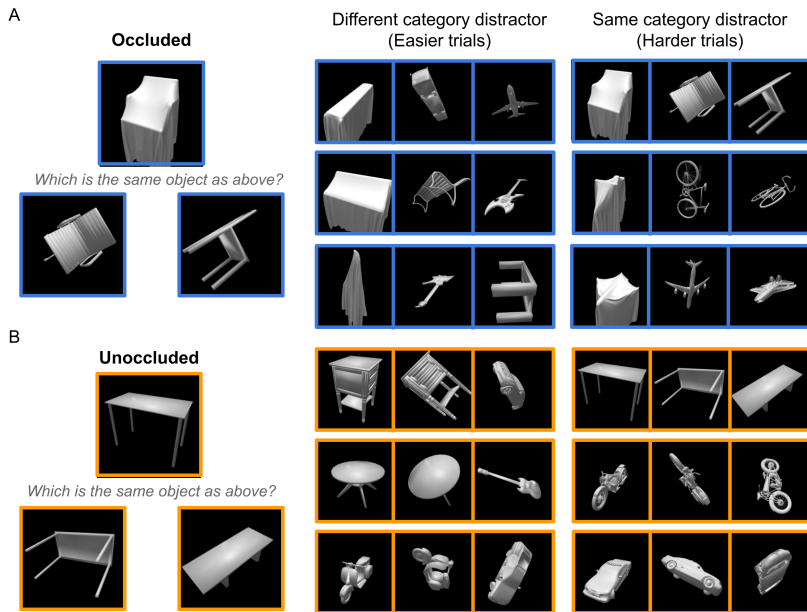 A
Occluded
Which is the same object as above?
Different category distractor
(Easier trials)
Same category distractor
(Harder trials)
B
Unoccluded
Which is the same object as above?